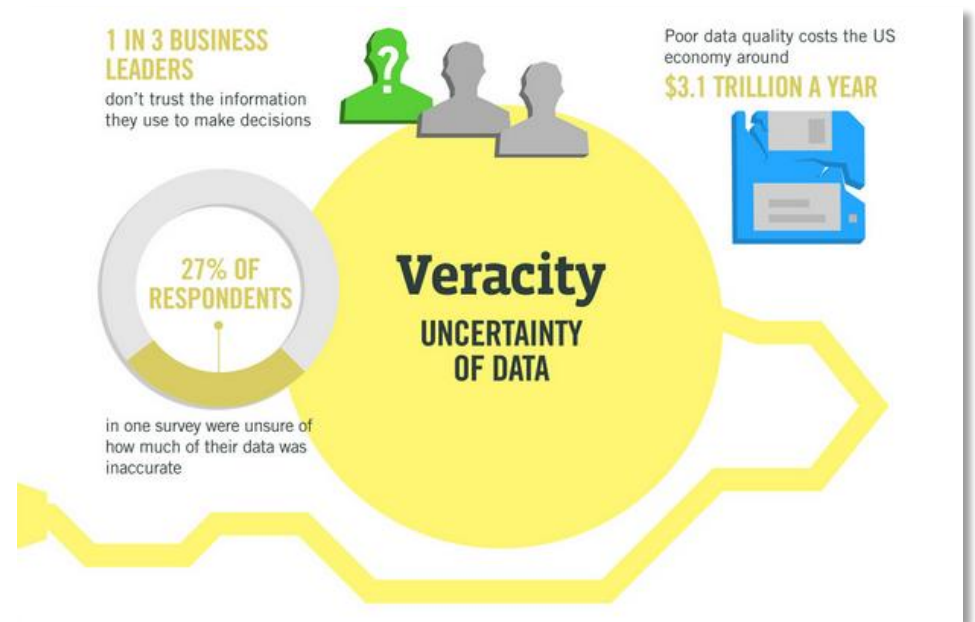 1 IN 3 BUSINESS
LEADERS
don't trust the information
they use to make decisions
?
Poor data quality costs the US
economy around
$3.1 TRILLION A YEAR
27% OF
RESPONDENTS
in one survey were unsure of
how much of their data was
inaccurate
Veracity
UNCERTAINTY
OF DATA